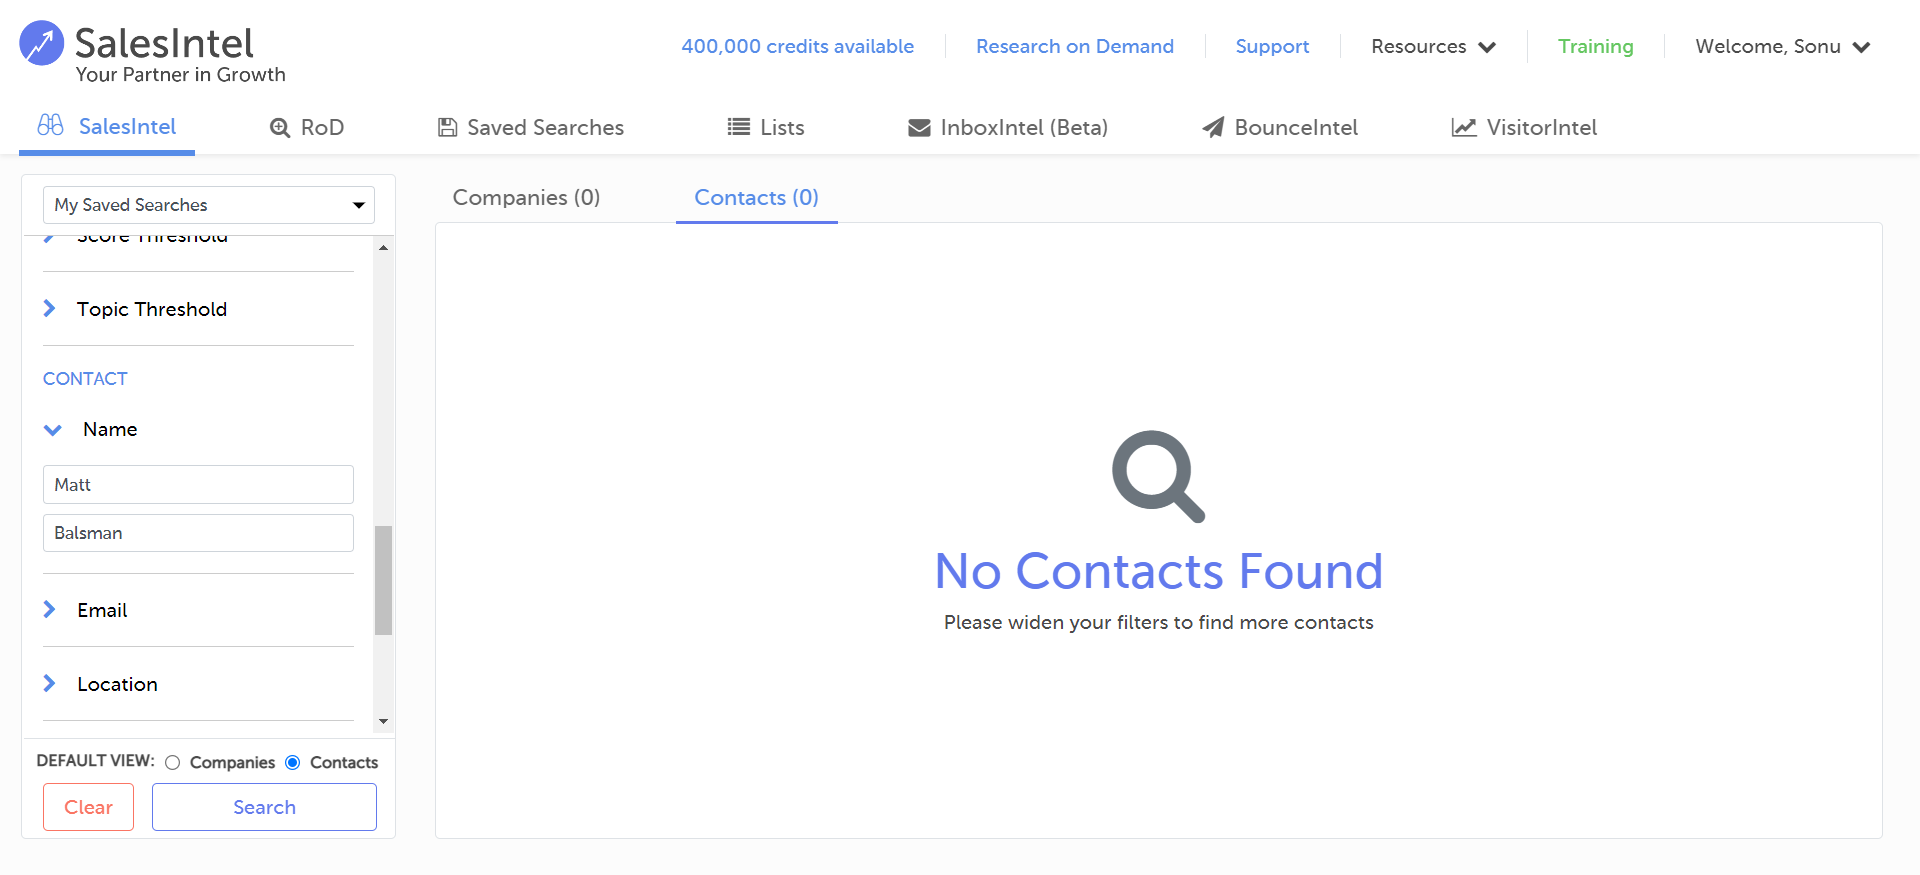 SalesIntel
Your Partner in Growth
400,000 credits available
Research on Demand
Support
Resources
Training
Welcome, Sonu
SalesIntel
RoD
Saved Searches
Lists
InboxIntel (Beta)
BounceIntel
VisitorIntel
My Saved Searches
Score Threshold
Topic Threshold
CONTACT
Name
Matt
Balsman
Email
Location
DEFAULT VIEW:
Companies
Contacts
Clear
Search
Companies (0)
Contacts (0)
No Contacts Found
Please widen your filters to find more contacts